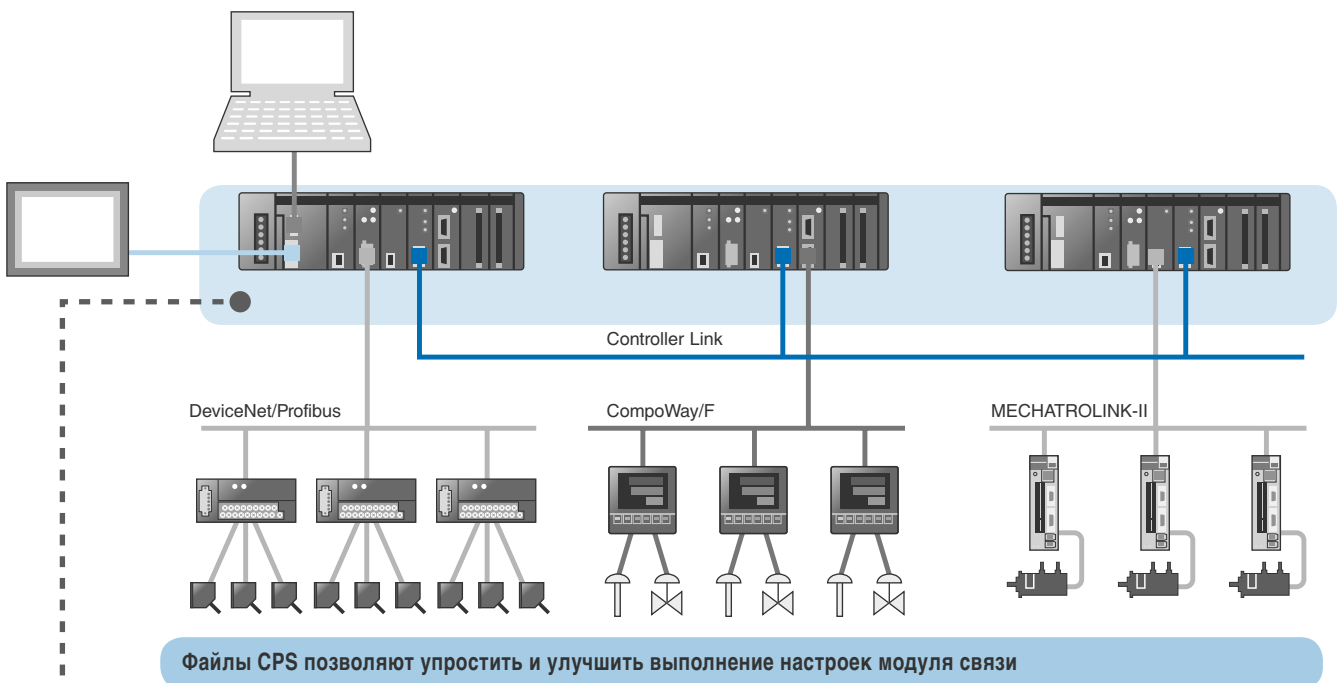 Controller Link
DeviceNet/Profibus
CompoWay/F
MECHATROLINK-II
Файлы CPS позволяют упростить и улучшить выполнение настроек модуля связи